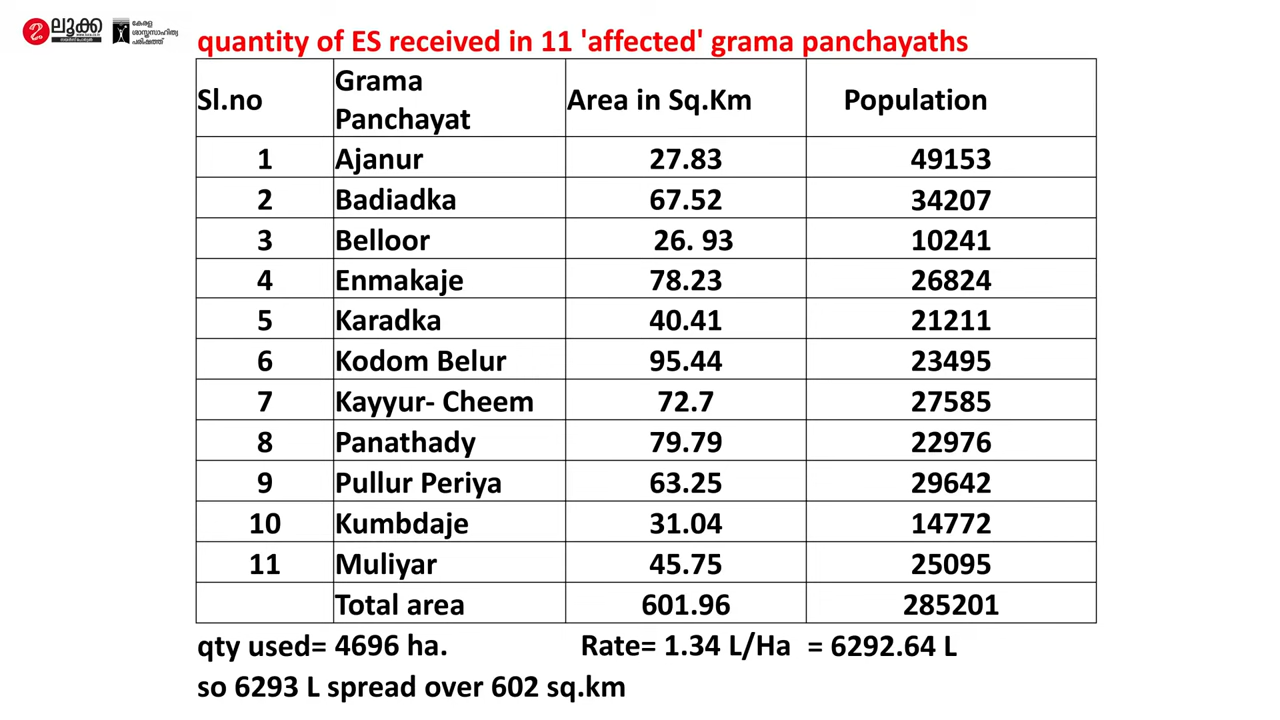 ലൂക്ക
കേരള
ശാസ്ത്രസാഹിത്യ
പരിഷത്ത്
quantity of ES received in 11 'affected' grama panchayaths
Sl.no Grama Panchayat Area in Sq.Km Population
1 Ajanur 27.83 49153
2 Badiadka 67.52 34207
3 Belloor 26. 93 10241
4 Enmakaje 78.23 26824
5 Karadka 40.41 21211
6 Kodom Belur 95.44 23495
7 Kayyur- Cheem 72.7 27585
8 Panathady 79.79 22976
9 Pullur Periya 63.25 29642
10 Kumbdaje 31.04 14772
11 Muliyar 45.75 25095
Total area 601.96 285201
qty used= 4696 ha. Rate= 1.34 L/Ha = 6292.64 L
so 6293 L spread over 602 sq.km